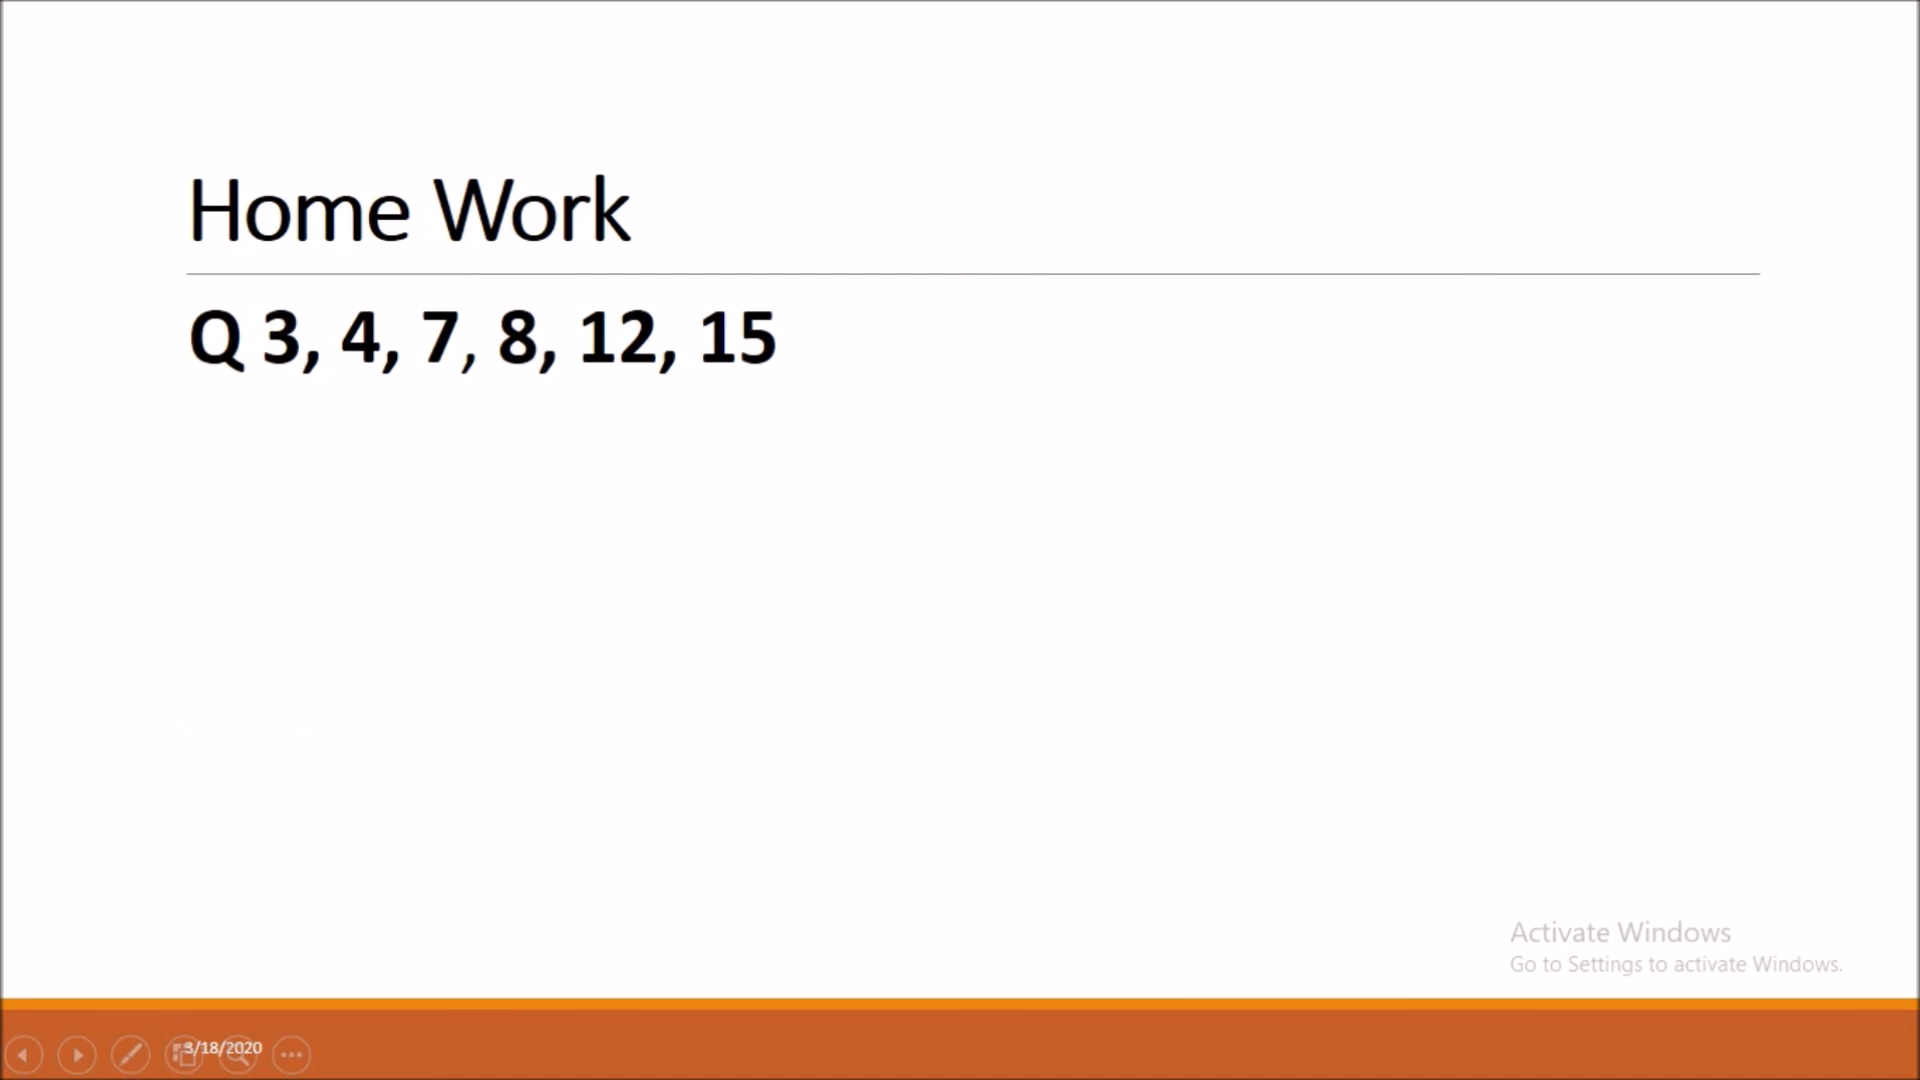 Home Work
Q 3, 4, 7, 8, 12, 15
Activate Windows
Go to Settings to activate Windows.
3/18/2020